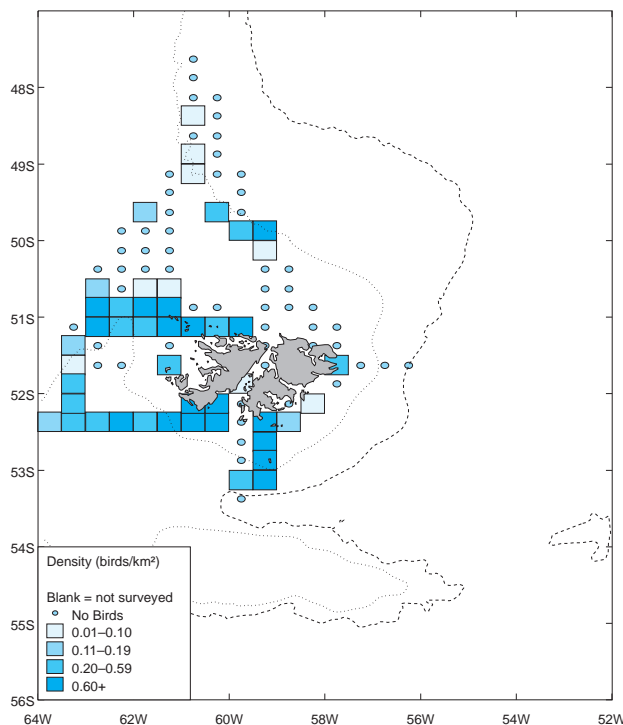 48S
49S
50S
51S
52S
53S
54S
55S
56S
Density (birds/km²)
Blank = not surveyed
No Birds
0.01–0.10
0.11–0.19
0.20–0.59
0.60+
64W 62W 60W 58W 56W 54W 52W